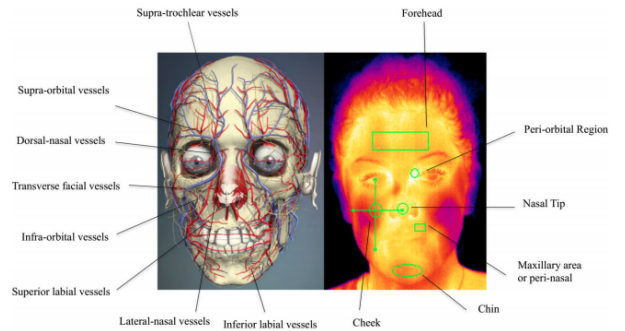 Supra-trochlear vessels
Forehead
Supra-orbital vessels
Dorsal-nasal vessels
Transverse facial vessels
Infra-orbital vessels
Superior labial vessels
Lateral-nasal vessels
Inferior labial vessels
Peri-orbital Region
Nasal Tip
Maxillary area
or peri-nasal
Chin
Cheek